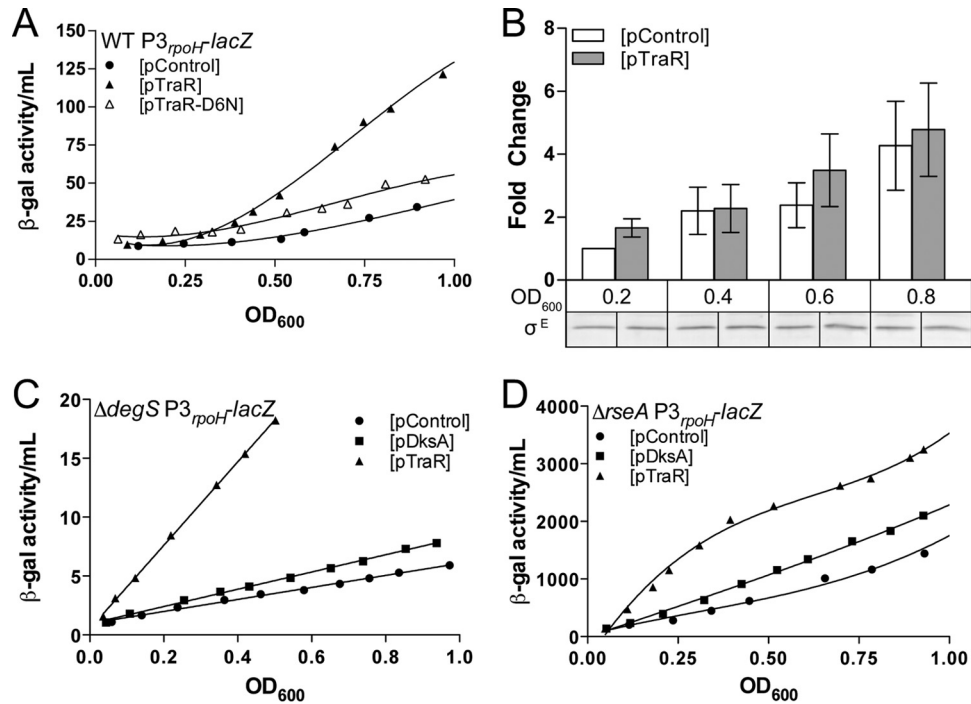 A
WT P3rpoH-lacZ
[pControl]
[pTraR]
[pTraR-D6N]
β-gal activity/mL
150
125
100
75
50
25
0
0.00 0.25 0.50 0.75 1.00
OD600
B
[pControl]
[pTraR]
Fold Change
8
6
4
2
0
OD600 0.2 0.4 0.6 0.8
σE
C
ΔdegS P3rpoH-lacZ
[pControl]
[pDksA]
[pTraR]
β-gal activity/mL
20
15
10
5
0
0.0 0.2 0.4 0.6 0.8 1.0
OD600
D
ΔrseA P3rpoH-lacZ
[pControl]
[pDksA]
[pTraR]
β-gal activity/mL
4000
3000
2000
1000
0
0.00 0.25 0.50 0.75 1.00
OD600